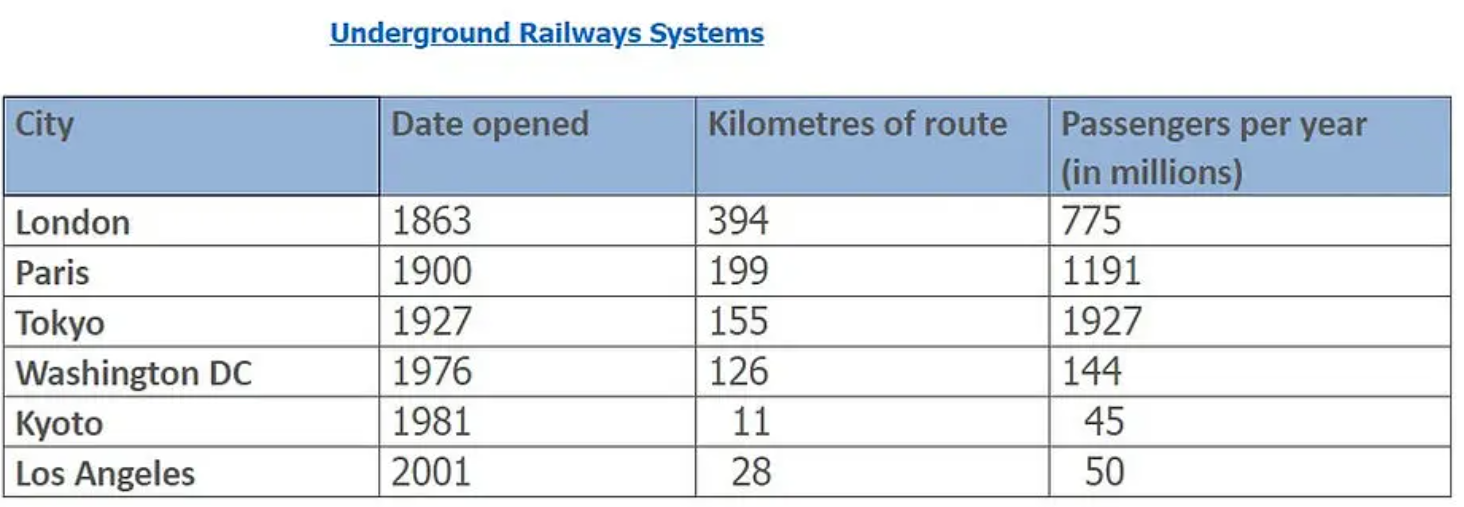 Underground Railways Systems
City Date opened Kilometres of route Passengers per year
(in millions)
London 1863 394 775
Paris 1900 199 1191
Tokyo 1927 155 1927
Washington DC 1976 126 144
Kyoto 1981 11 45
Los Angeles 2001 28 50